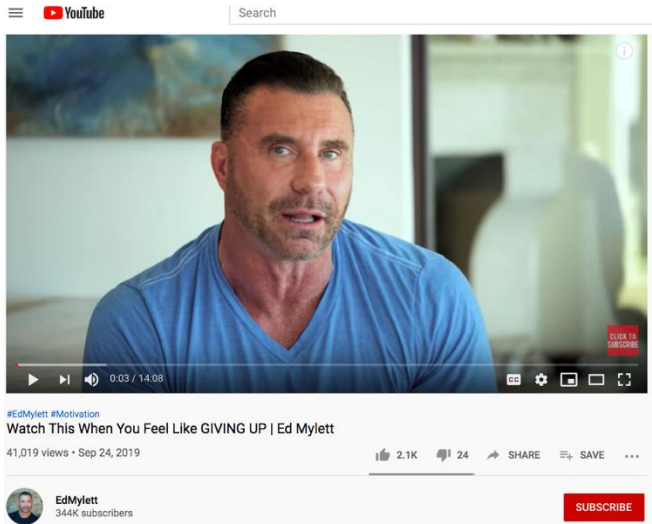 YouTube
Search
CLICK TO
SUBSCRIBE
0:03 / 14:08
CC
#EdMylett #Motivation
Watch This When You Feel Like GIVING UP | Ed Mylett
41,019 views • Sep 24, 2019
2.1K 24 SHARE SAVE
EdMylett
344K subscribers
SUBSCRIBE